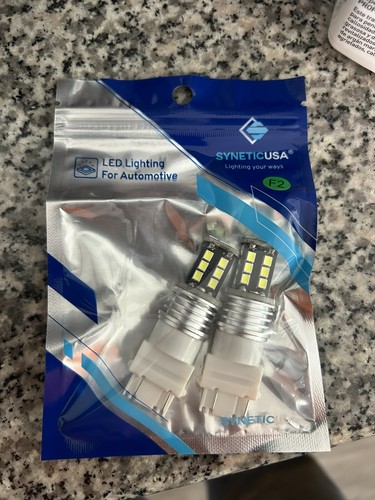 SYNETICUSA
Lighting your ways
LED Lighting
For Automotive
F2
SYNETIC